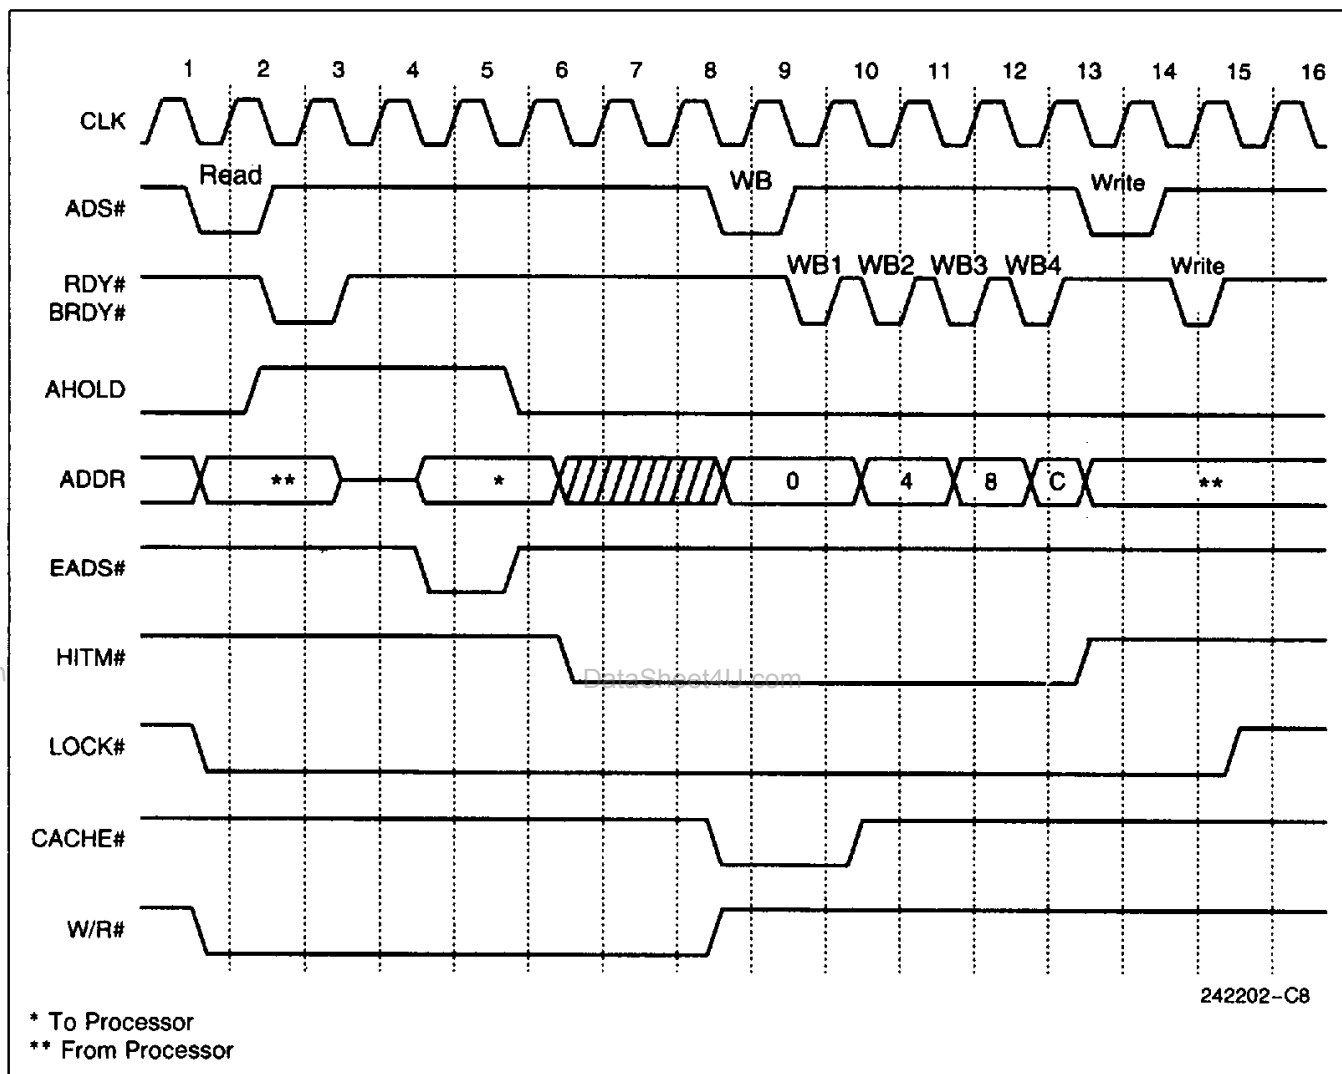 1 2 3 4 5 6 7 8 9 10 11 12 13 14 15 16
CLK
Read WB Write
ADS#
WB1 WB2 WB3 WB4 Write
RDY#
BRDY#
AHOLD
ADDR ** * 0 4 8 C **
EADS#
HITM#
DataSheet4U.com
LOCK#
CACHE#
W/R#
242202-C8
* To Processor
** From Processor